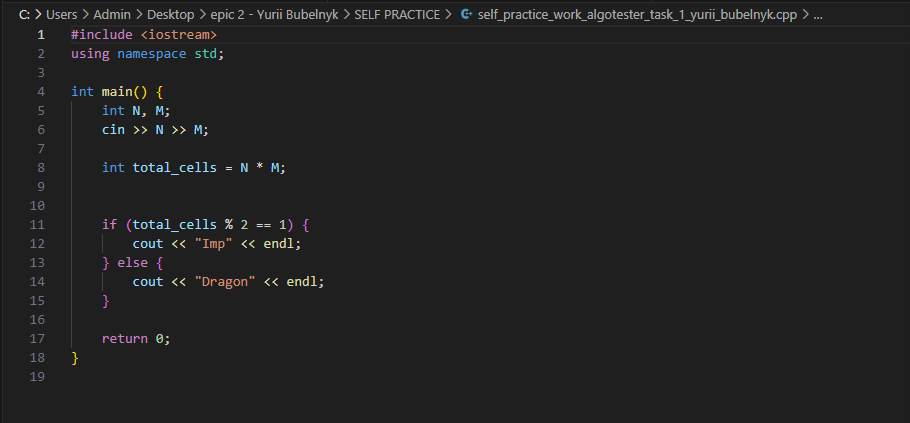 C: > Users > Admin > Desktop > epic 2 - Yurii Bubelnyk > SELF PRACTICE > self_practice_work_algotester_task_1_yurii_bubelnyk.cpp > ...
1 #include <iostream>
2 using namespace std;
3
4 int main() {
5     int N, M;
6     cin >> N >> M;
7
8     int total_cells = N * M;
9
10
11     if (total_cells % 2 == 1) {
12         cout << "Imp" << endl;
13     } else {
14         cout << "Dragon" << endl;
15     }
16
17     return 0;
18 }
19